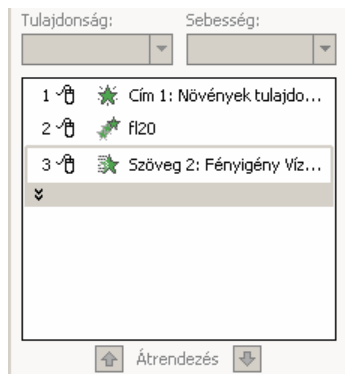 Tulajdonság: Sebesség:
1 Cím 1: Növények tulajdo...
2 fl20
3 Szöveg 2: Fényigény Víz...
Átrendezés